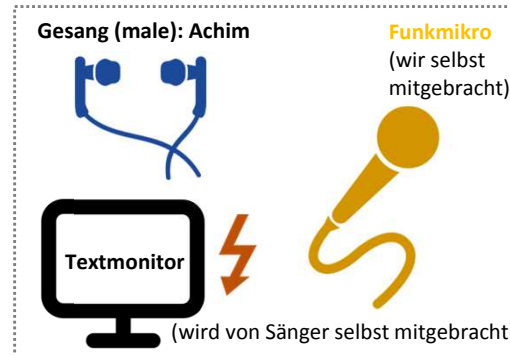 Gesang (male): Achim
Funkmikro
(wir selbst
mitgebracht)
Textmonitor
(wird von Sänger selbst mitgebracht